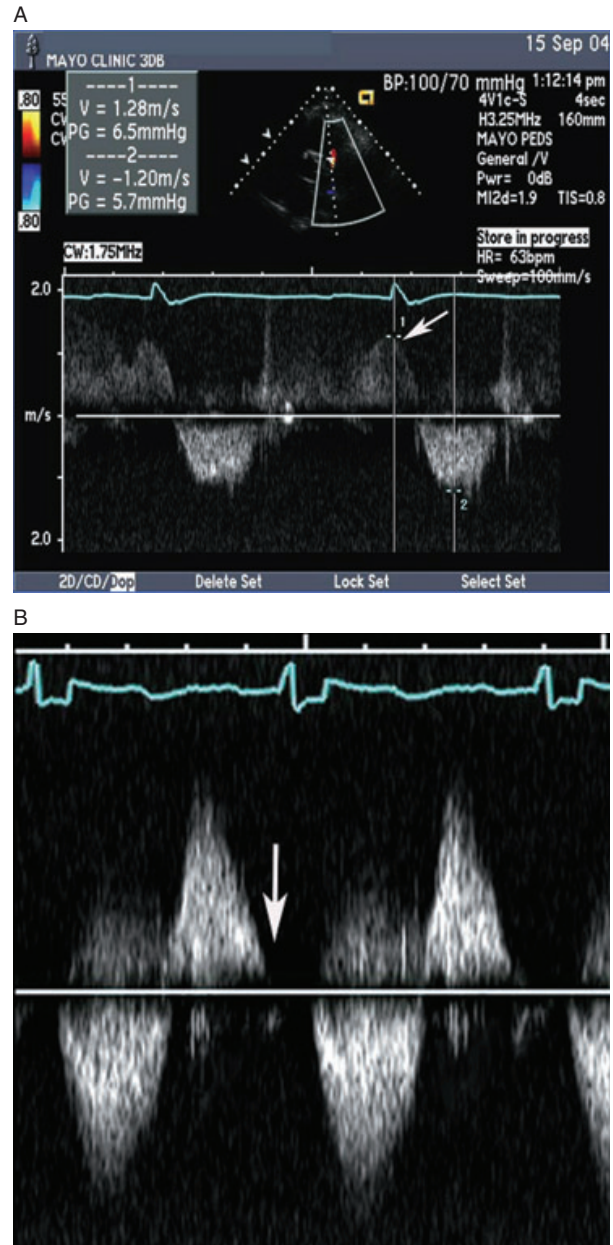 A
15 Sep 04
MAYO CLINIC 3DB
----1----
V = 1.28m/s
PG = 6.5mmHg
----2----
V = -1.20m/s
PG = 5.7mmHg
.80
.80
55
CW
CW
BP:100/70 mmHg 1:12:14 pm
4V1c-S 4sec
H3.25MHz 160mm
MAYO PEDS
General /V
Pwr= 0dB
MI2d=1.9 TIS=0.8
Store in progress
HR= 63bpm
Sweep=100mm/s
CW:1.75MHz
2.0
1
m/s
2
2.0
2D/CD/Dop Delete Set Lock Set Select Set
B